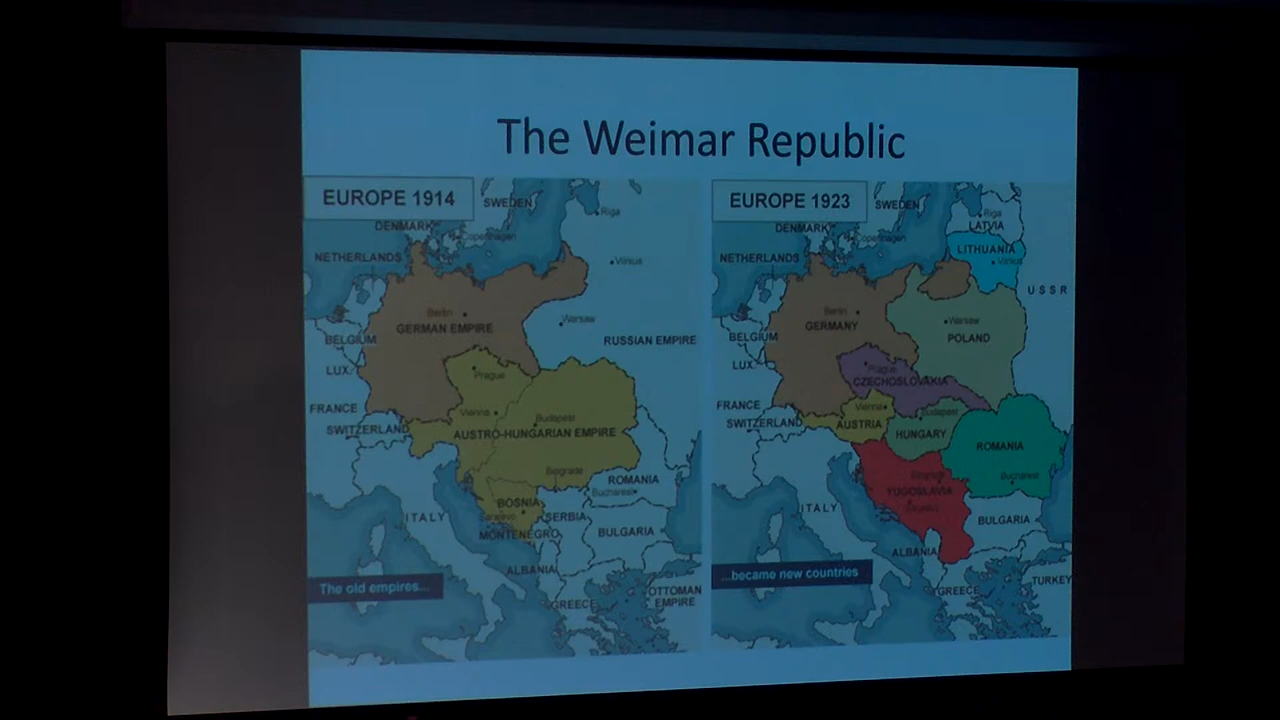 The Weimar Republic
EUROPE 1914
SWEDEN
Riga
DENMARK
Copenhagen
NETHERLANDS
Vilnius
Berlin
GERMAN EMPIRE
Warsaw
BELGIUM
RUSSIAN EMPIRE
LUX.
Prague
FRANCE
Vienna
Budapest
SWITZERLAND
AUSTRO-HUNGARIAN EMPIRE
Belgrade
ROMANIA
Bucharest
BOSNIA
Sarajevo
ITALY
SERBIA
MONTENEGRO
BULGARIA
ALBANIA
The old empires...
OTTOMAN
EMPIRE
GREECE
EUROPE 1923
SWEDEN
Riga
LATVIA
DENMARK
Copenhagen
LITHUANIA
NETHERLANDS
Vilnius
USSR
Berlin
GERMANY
Warsaw
BELGIUM
POLAND
LUX.
Prague
CZECHOSLOVAKIA
FRANCE
Vienna
Budapest
SWITZERLAND
AUSTRIA
HUNGARY
ROMANIA
Belgrade
Bucharest
YUGOSLAVIA
ITALY
BULGARIA
ALBANIA
...became new countries
TURKEY
GREECE